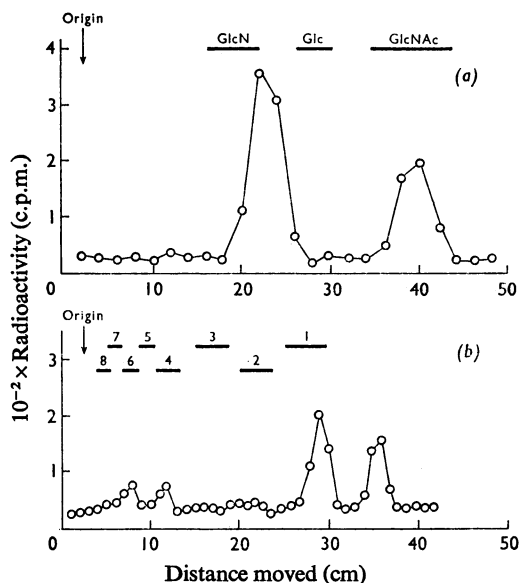 Origin
GlcN Glc GlcNAc
(a)
4
3
2
1
0 10 20 30 40 50
Origin
7 5 3 1
8 6 4 2
(b)
3
2
1
0 10 20 30 40 50
10⁻² × Radioactivity (c.p.m.)
Distance moved (cm)